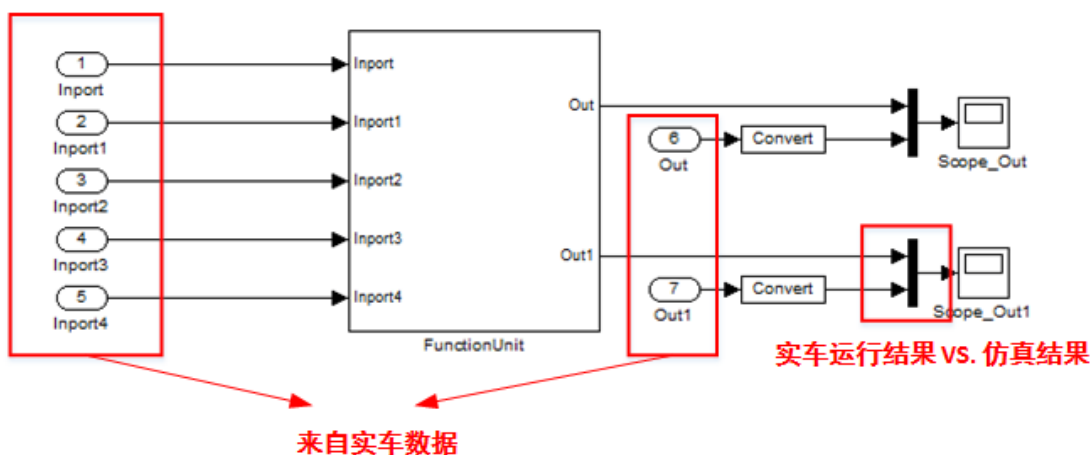 1
Inport
2
Inport1
3
Inport2
4
Inport3
5
Inport4
Inport
Inport1
Inport2
Inport3
Inport4
Out
Out1
FunctionUnit
6
Out
Convert
Scope_Out
7
Out1
Convert
Scope_Out1
实车运行结果 VS. 仿真结果
来自实车数据